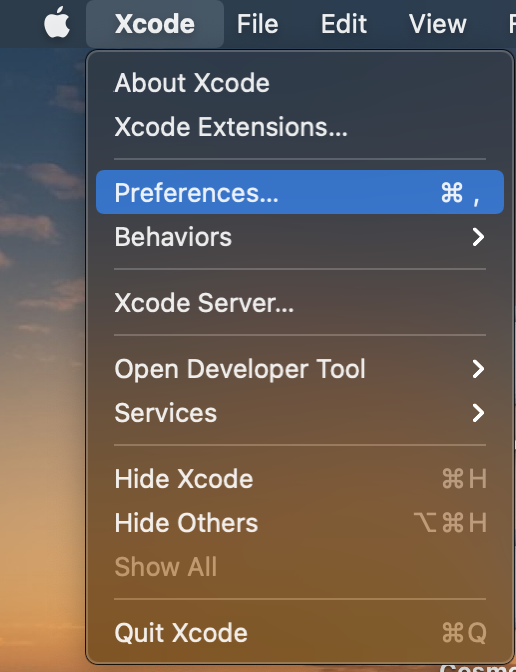 Xcode File Edit View
About Xcode
Xcode Extensions...
Preferences... ⌘ ,
Behaviors
Xcode Server...
Open Developer Tool
Services
Hide Xcode ⌘H
Hide Others ⌥⌘H
Show All
Quit Xcode ⌘Q